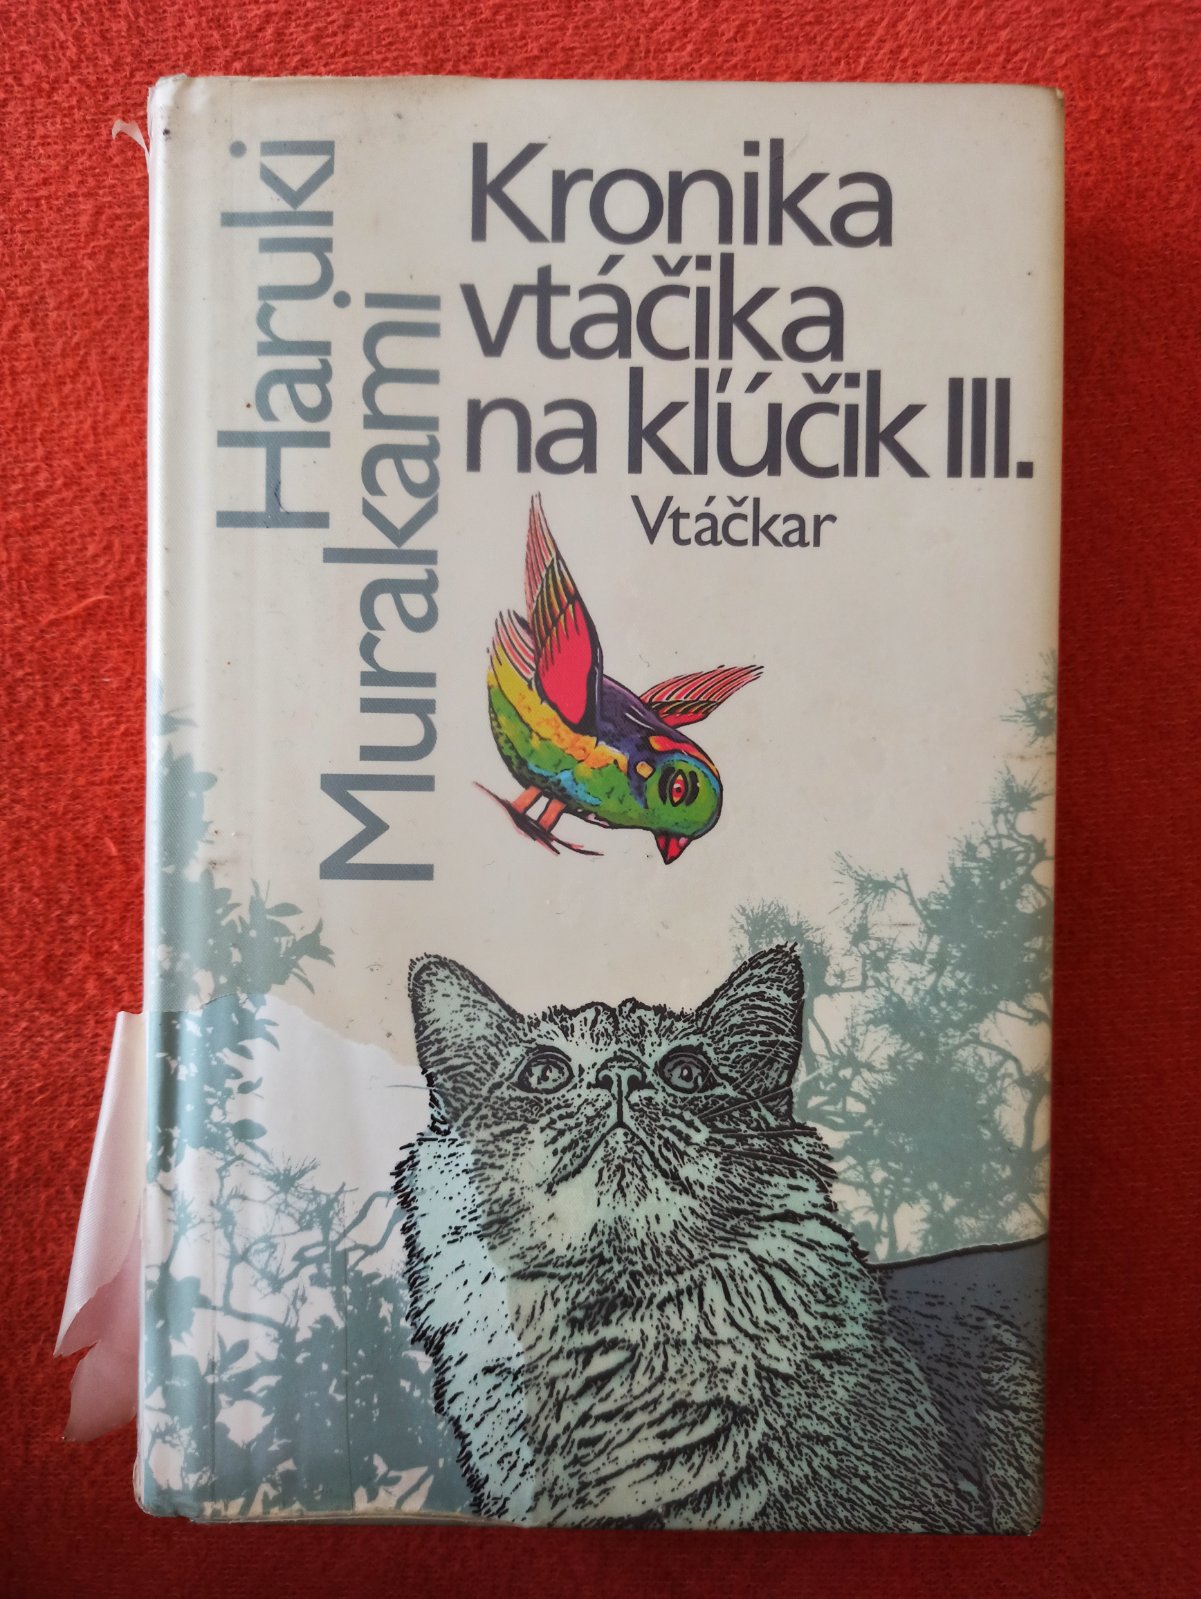 Haruki
Murakami
Kronika
vtáčika
na kľúčik III.
Vtáčkar